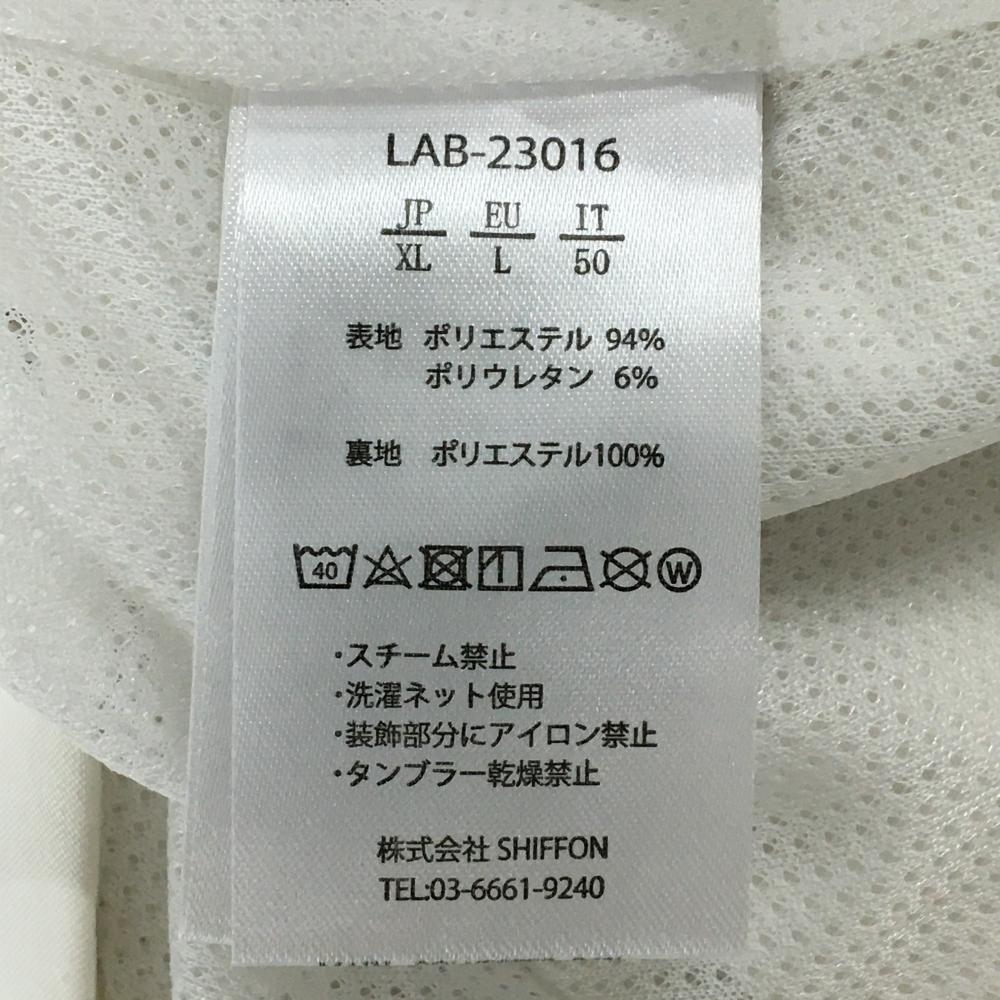 LAB-23016
JP EU IT
XL L 50
表地 ポリエステル 94%
ポリウレタン 6%
裏地 ポリエステル100%
40 W
・スチーム禁止
・洗濯ネット使用
・装飾部分にアイロン禁止
・タンブラー乾燥禁止
株式会社 SHIFFON
TEL:03-6661-9240